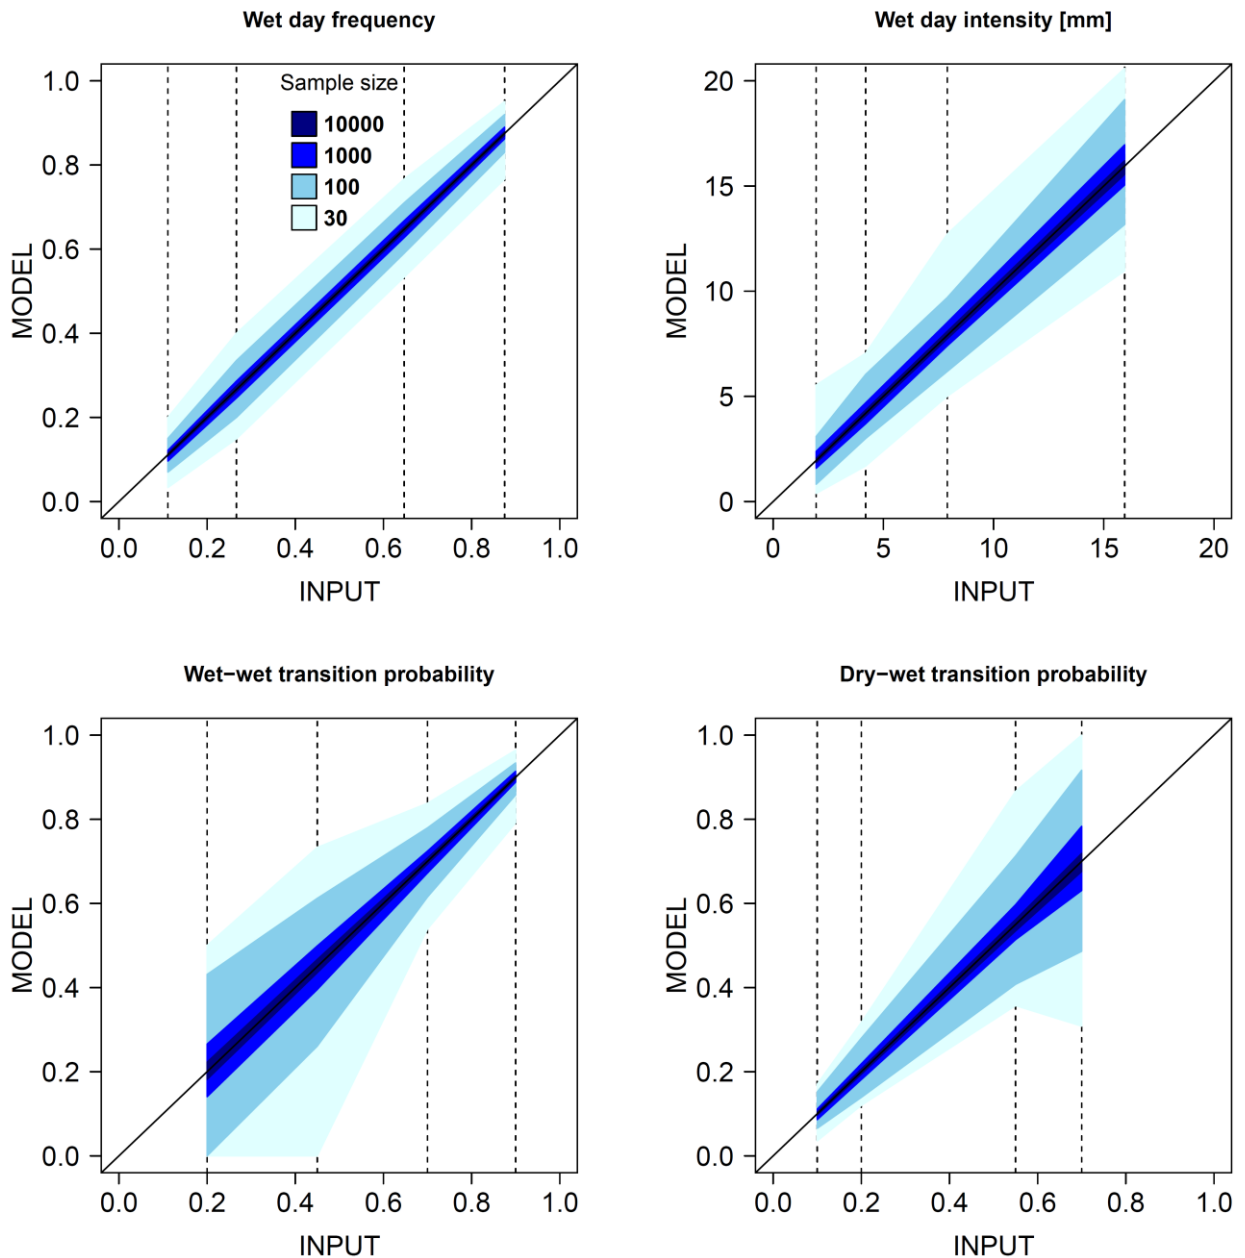 Wet day frequency
1.0
0.8
0.6
0.4
0.2
0.0
MODEL
Sample size
10000
1000
100
30
0.0 0.2 0.4 0.6 0.8 1.0
INPUT
Wet day intensity [mm]
20
15
10
5
0
MODEL
0 5 10 15 20
INPUT
Wet−wet transition probability
1.0
0.8
0.6
0.4
0.2
0.0
MODEL
0.0 0.2 0.4 0.6 0.8 1.0
INPUT
Dry−wet transition probability
1.0
0.8
0.6
0.4
0.2
0.0
MODEL
0.0 0.2 0.4 0.6 0.8 1.0
INPUT